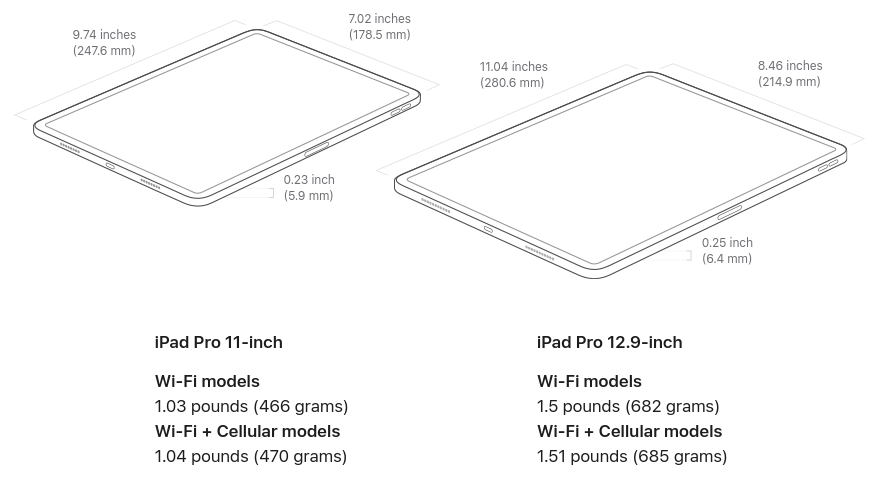 9.74 inches
(247.6 mm)
7.02 inches
(178.5 mm)
0.23 inch
(5.9 mm)
11.04 inches
(280.6 mm)
8.46 inches
(214.9 mm)
0.25 inch
(6.4 mm)
iPad Pro 11-inch
Wi-Fi models
1.03 pounds (466 grams)
Wi-Fi + Cellular models
1.04 pounds (470 grams)
iPad Pro 12.9-inch
Wi-Fi models
1.5 pounds (682 grams)
Wi-Fi + Cellular models
1.51 pounds (685 grams)